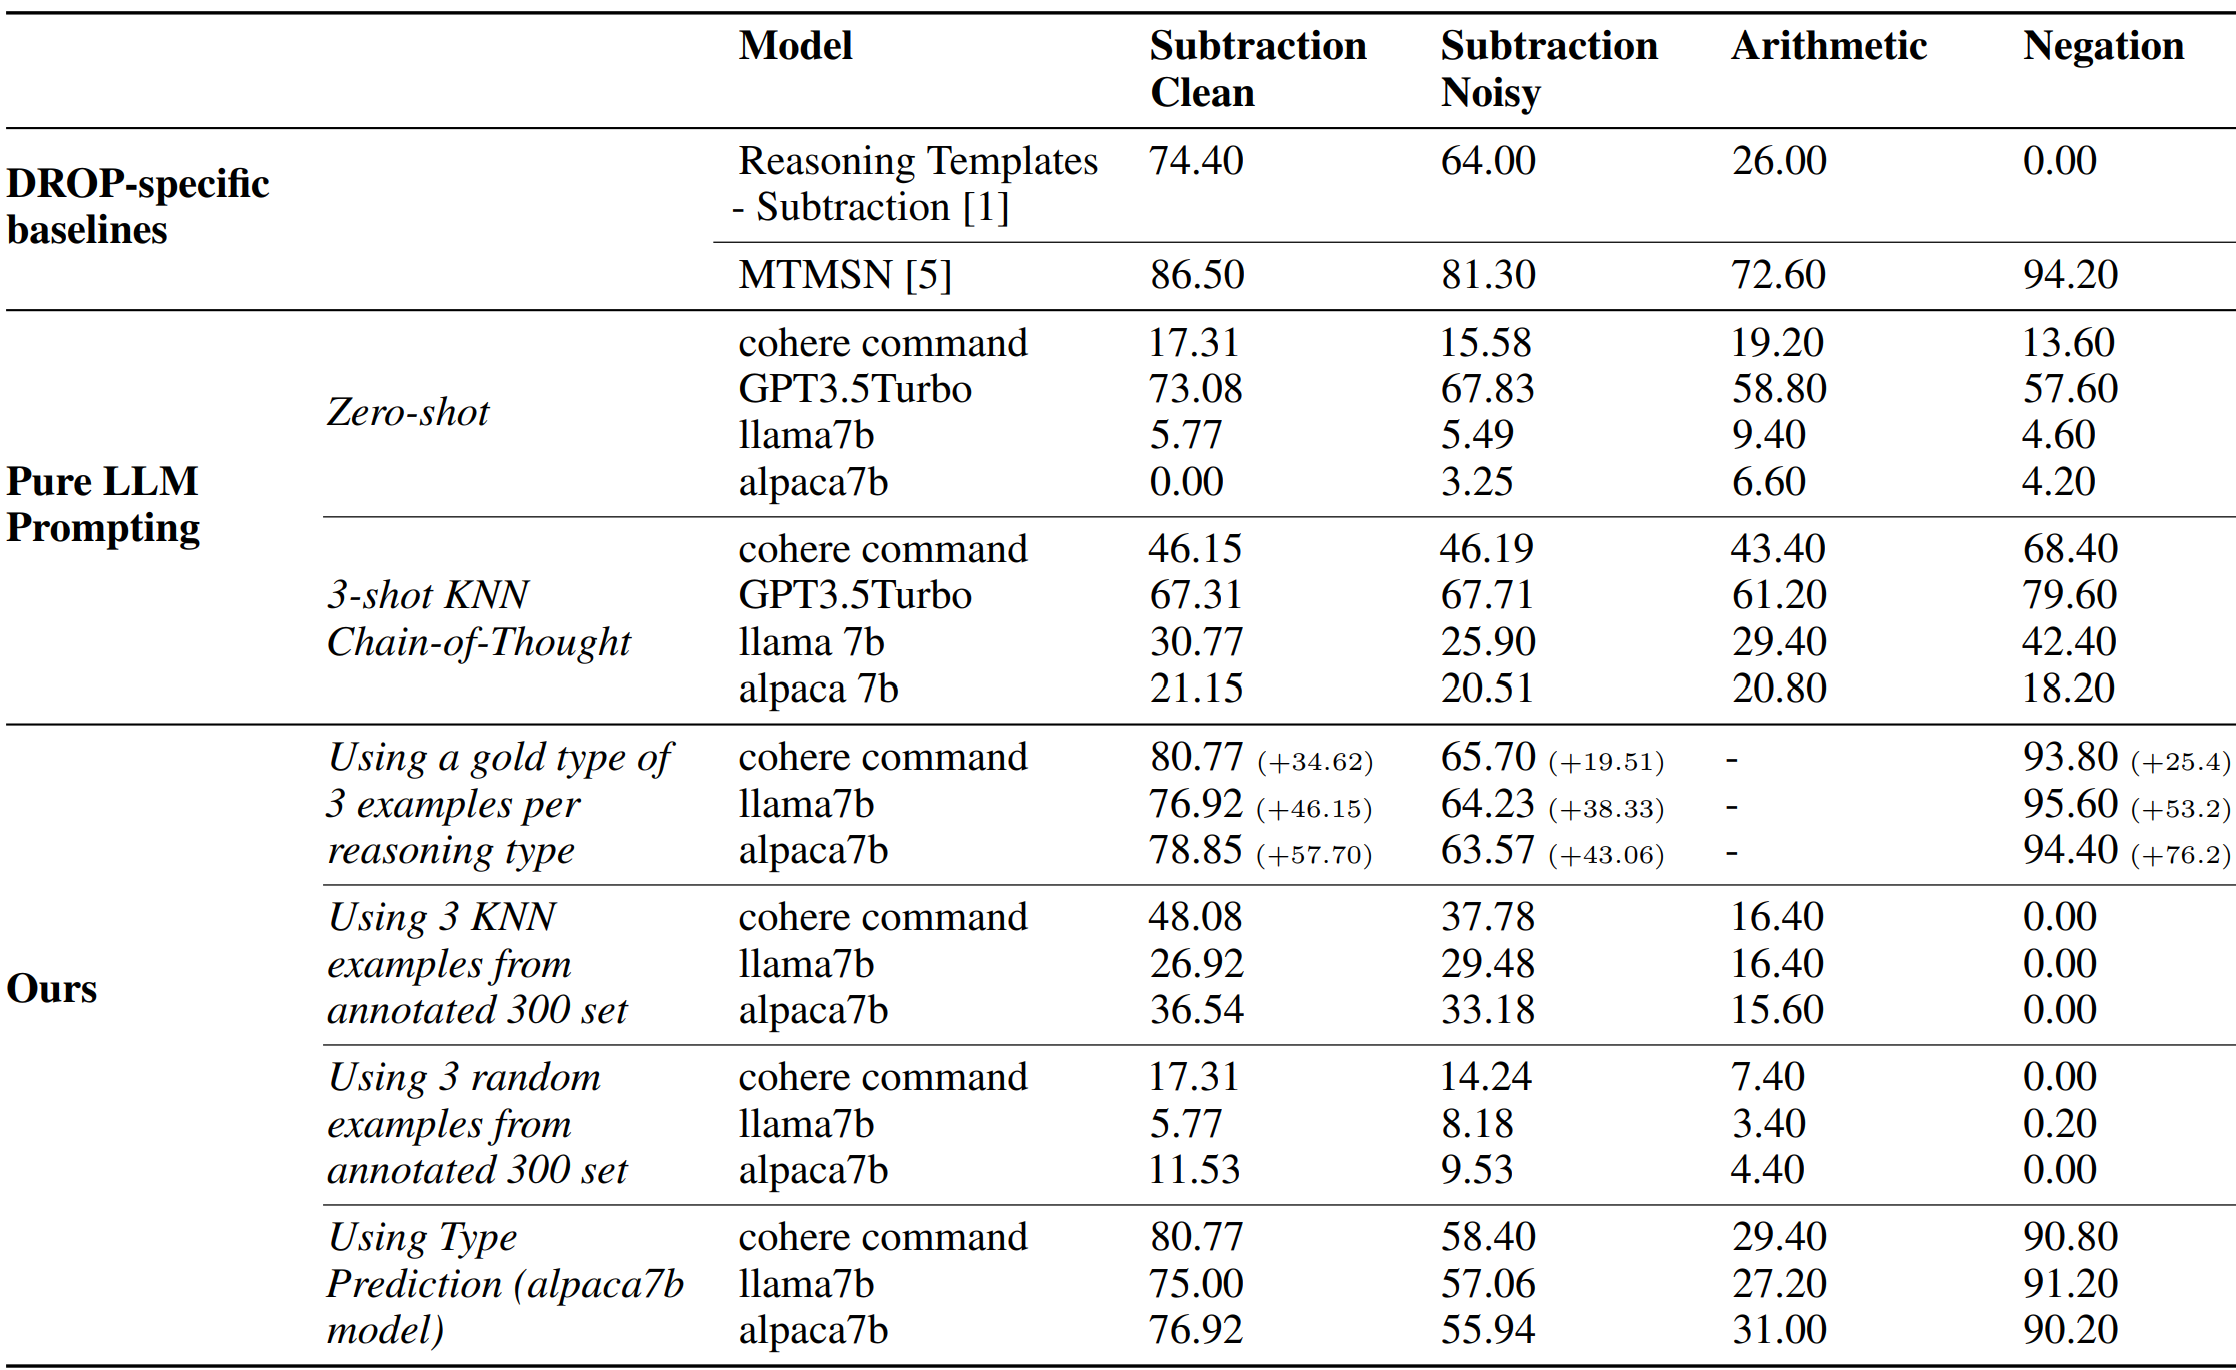 Model Subtraction Clean Subtraction Noisy Arithmetic Negation
DROP-specific baselines
Reasoning Templates - Subtraction [1] 74.40 64.00 26.00 0.00
MTMSN [5] 86.50 81.30 72.60 94.20
Pure LLM Prompting
Zero-shot
cohere command 17.31 15.58 19.20 13.60
GPT3.5Turbo 73.08 67.83 58.80 57.60
llama7b 5.77 5.49 9.40 4.60
alpaca7b 0.00 3.25 6.60 4.20
3-shot KNN Chain-of-Thought
cohere command 46.15 46.19 43.40 68.40
GPT3.5Turbo 67.31 67.71 61.20 79.60
llama 7b 30.77 25.90 29.40 42.40
alpaca 7b 21.15 20.51 20.80 18.20
Ours
Using a gold type of 3 examples per reasoning type
cohere command 80.77 (+34.62) 65.70 (+19.51) - 93.80 (+25.4)
llama7b 76.92 (+46.15) 64.23 (+38.33) - 95.60 (+53.2)
alpaca7b 78.85 (+57.70) 63.57 (+43.06) - 94.40 (+76.2)
Using 3 KNN examples from annotated 300 set
cohere command 48.08 37.78 16.40 0.00
llama7b 26.92 29.48 16.40 0.00
alpaca7b 36.54 33.18 15.60 0.00
Using 3 random examples from annotated 300 set
cohere command 17.31 14.24 7.40 0.00
llama7b 5.77 8.18 3.40 0.20
alpaca7b 11.53 9.53 4.40 0.00
Using Type Prediction (alpaca7b model)
cohere command 80.77 58.40 29.40 90.80
llama7b 75.00 57.06 27.20 91.20
alpaca7b 76.92 55.94 31.00 90.20